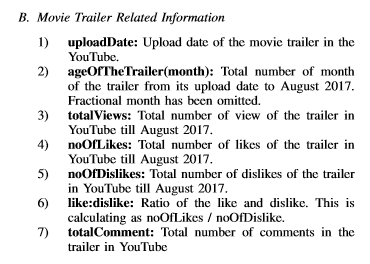 B. Movie Trailer Related Information
1) uploadDate: Upload date of the movie trailer in the
YouTube.
2) ageOfTheTrailer(month): Total number of month
of the trailer from its upload date to August 2017.
Fractional month has been omitted.
3) totalViews: Total number of view of the trailer in
YouTube till August 2017.
4) noOfLikes: Total number of likes of the trailer in
YouTube till August 2017.
5) noOfDislikes: Total number of dislikes of the trailer
in YouTube till August 2017.
6) like:dislike: Ratio of the like and dislike. This is
calculating as noOfLikes / noOfDislike.
7) totalComment: Total number of comments in the
trailer in YouTube